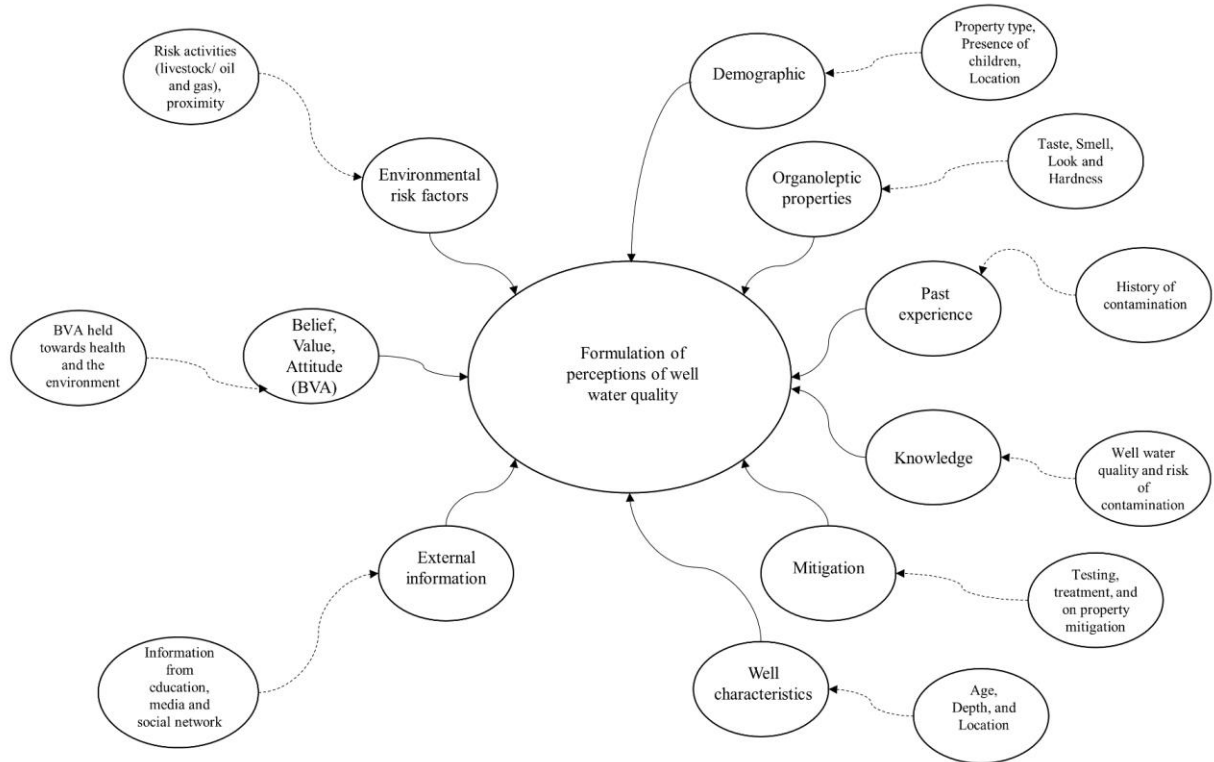 Risk activities
(livestock/ oil
and gas),
proximity
Demographic
Property type,
Presence of
children,
Location
Environmental
risk factors
Organoleptic
properties
Taste, Smell,
Look and
Hardness
Past
experience
History of
contamination
BVA held
towards health
and the
environment
Belief,
Value,
Attitude
(BVA)
Formulation of
perceptions of well
water quality
Knowledge
Well water
quality and risk
of
contamination
External
information
Mitigation
Testing,
treatment, and
on property
mitigation
Information
from
education,
media and
social network
Well
characteristics
Age,
Depth, and
Location